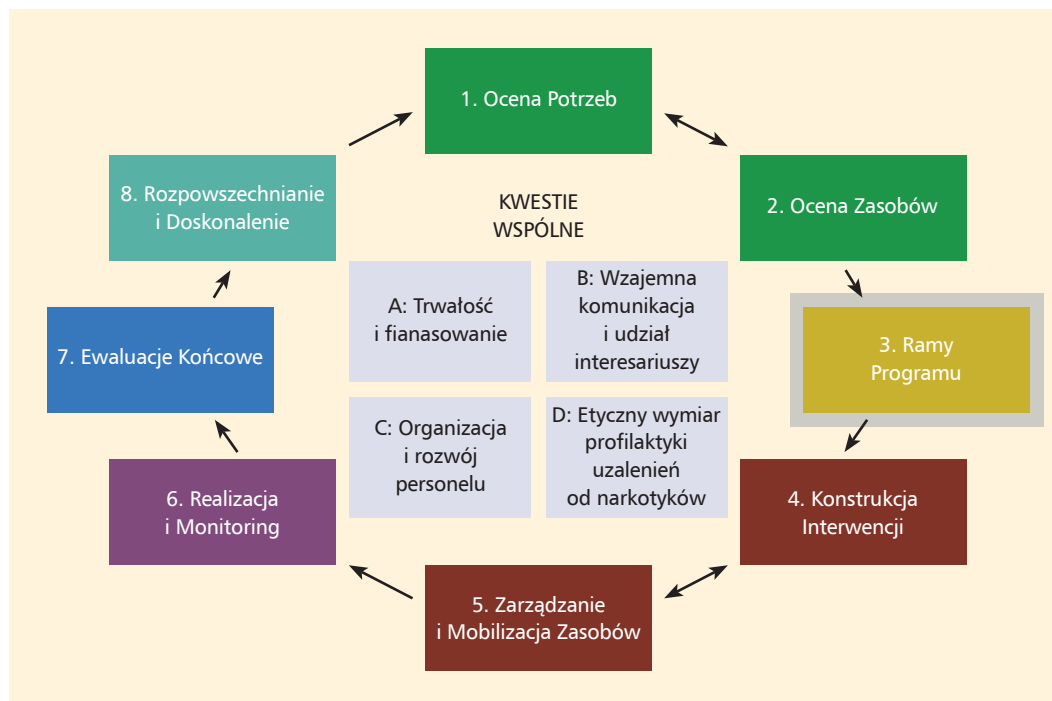 1. Ocena Potrzeb
2. Ocena Zasobów
3. Ramy
Programu
4. Konstrukcja
Interwencji
5. Zarządzanie
i Mobilizacja Zasobów
6. Realizacja
i Monitoring
7. Ewaluacje Końcowe
8. Rozpowszechnianie
i Doskonalenie
KWESTIE
WSPÓLNE
A: Trwałość
i fianasowanie
B: Wzajemna
komunikacja
i udział
interesariuszy
C: Organizacja
i rozwój
personelu
D: Etyczny wymiar
profilaktyki
uzalenień
od narkotyków